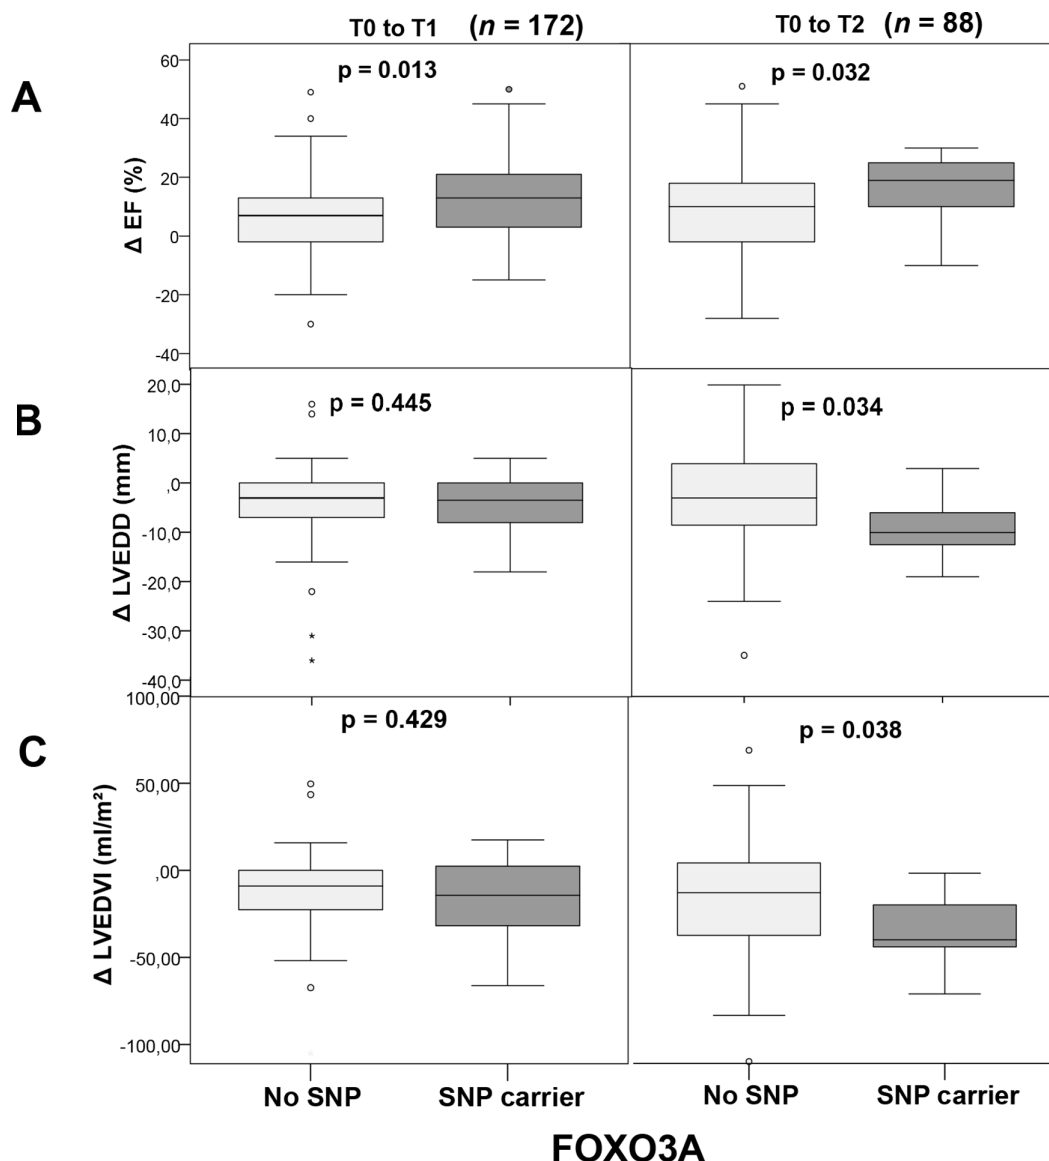 T0 to T1 (n = 172)
T0 to T2 (n = 88)
A
Δ EF (%)
60
40
20
0
-20
-40
p = 0.013
p = 0.032
B
Δ LVEDD (mm)
20,0
10,0
,0
-10,0
-20,0
-30,0
-40,0
p = 0.445
p = 0.034
C
Δ LVEDVI (ml/m²)
100,00
50,00
,00
-50,00
-100,00
p = 0.429
p = 0.038
No SNP
SNP carrier
No SNP
SNP carrier
FOXO3A